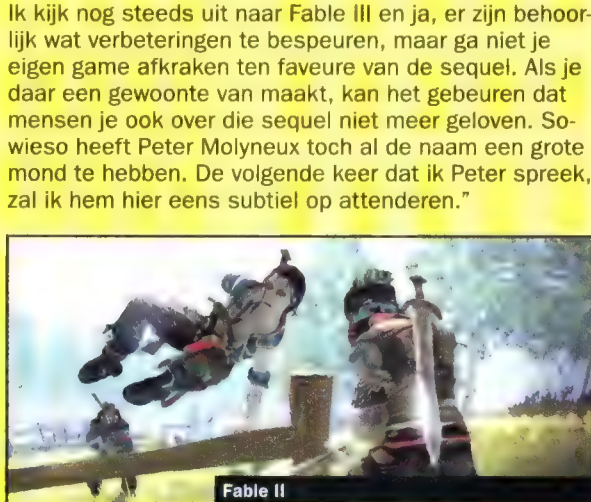 Ik kijk nog steeds uit naar Fable III en ja, er zijn behoor-
lijk wat verbeteringen te bespeuren, maar ga niet je
eigen game afkraken ten faveure van de sequel. Als je
daar een gewoonte van maakt, kan het gebeuren dat
mensen je ook over die sequel niet meer geloven. So-
wieso heeft Peter Molyneux toch al de naam een grote
mond te hebben. De volgende keer dat ik Peter spreek,
zal ik hem hier eens subtiel op attenderen.”
Fable II